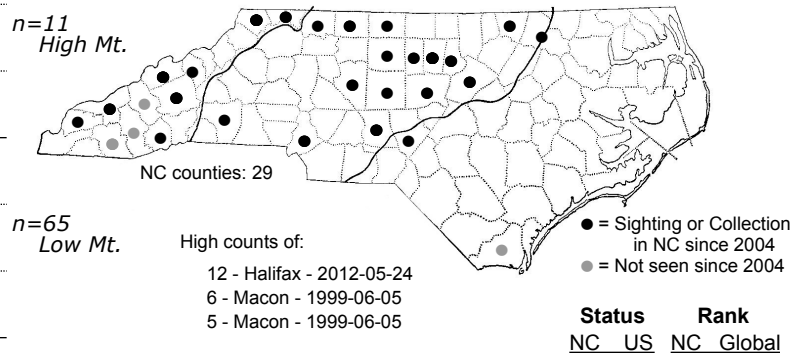 n=11
High Mt.
NC counties: 29
n=65
Low Mt.
High counts of:
12 - Halifax - 2012-05-24
6 - Macon - 1999-06-05
5 - Macon - 1999-06-05
= Sighting or Collection
in NC since 2004
= Not seen since 2004
Status Rank
NC US NC Global